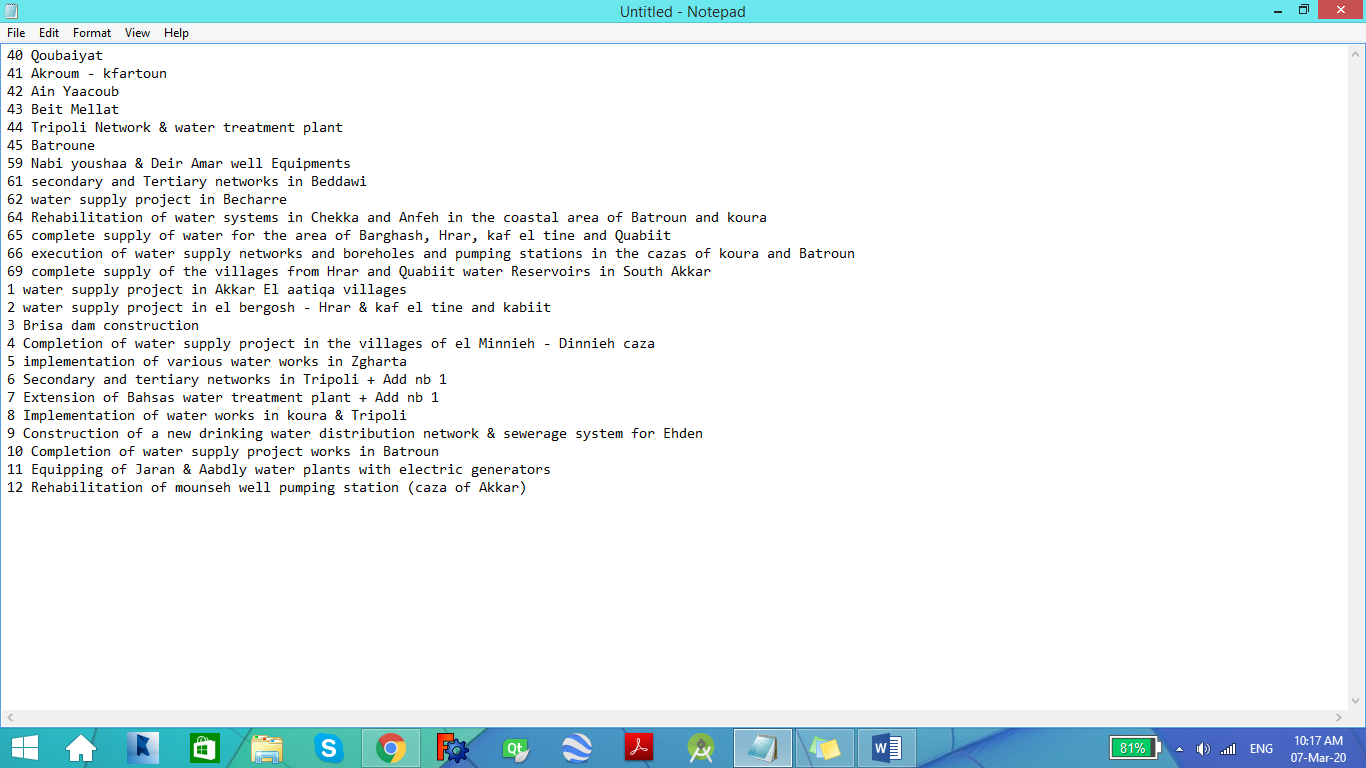 Untitled - Notepad
File Edit Format View Help
40 Qoubaiyat
41 Akroum - kfartoun
42 Ain Yaacoub
43 Beit Mellat
44 Tripoli Network & water treatment plant
45 Batroune
59 Nabi youshaa & Deir Amar well Equipments
61 secondary and Tertiary networks in Beddawi
62 water supply project in Becharre
64 Rehabilitation of water systems in Chekka and Anfeh in the coastal area of Batroun and koura
65 complete supply of water for the area of Barghash, Hrar, kaf el tine and Quabiit
66 execution of water supply networks and boreholes and pumping stations in the cazas of koura and Batroun
69 complete supply of the villages from Hrar and Quabiit water Reservoirs in South Akkar
1 water supply project in Akkar El aatiqa villages
2 water supply project in el bergosh - Hrar & kaf el tine and kabiit
3 Brisa dam construction
4 Completion of water supply project in the villages of el Minnieh - Dinnieh caza
5 implementation of various water works in Zgharta
6 Secondary and tertiary networks in Tripoli + Add nb 1
7 Extension of Bahsas water treatment plant + Add nb 1
8 Implementation of water works in koura & Tripoli
9 Construction of a new drinking water distribution network & sewerage system for Ehden
10 Completion of water supply project works in Batroun
11 Equipping of Jaran & Aabdly water plants with electric generators
12 Rehabilitation of mounseh well pumping station (caza of Akkar)
81% ENG 10:17 AM
07-Mar-20